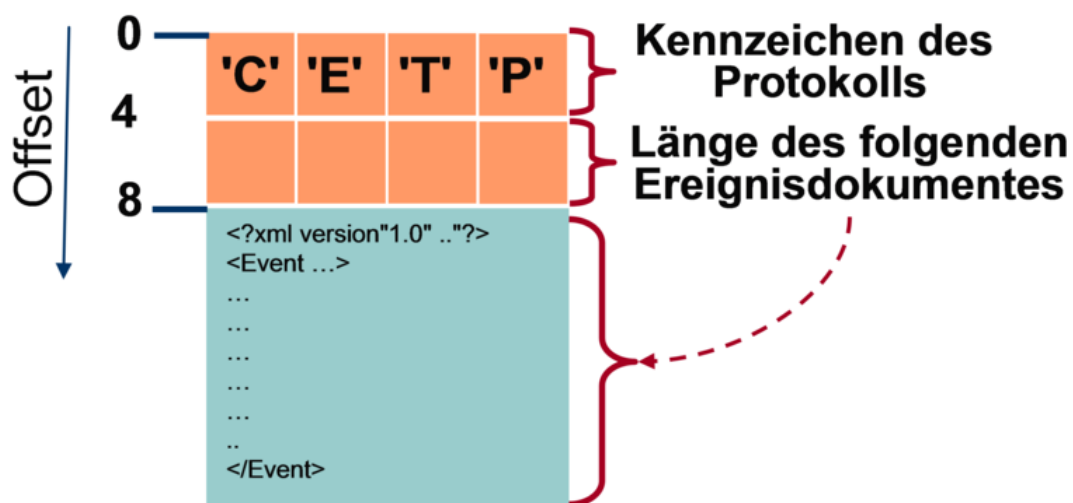 Offset
0
'C' 'E' 'T' 'P'
Kennzeichen des
Protokolls
4
Länge des folgenden
Ereignisdokumentes
8
<?xml version"1.0" .."?>
<Event …>
…
…
…
…
…
..
</Event>